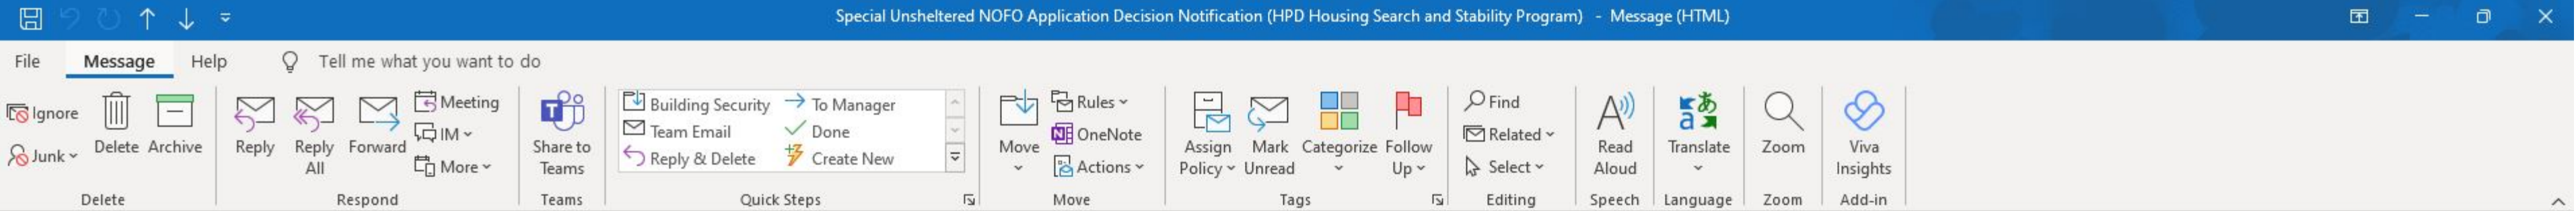 Special Unsheltered NOFO Application Decision Notification (HPD Housing Search and Stability Program) - Message (HTML)
File Message Help Tell me what you want to do
Ignore
Junk
Delete
Archive
Delete
Reply
Reply All
Forward
Meeting
IM
More
Respond
Share to Teams
Teams
Building Security To Manager
Team Email Done
Reply & Delete Create New
Quick Steps
Move
Rules
OneNote
Actions
Move
Assign Policy
Mark Unread
Categorize
Follow Up
Tags
Find
Related
Select
Editing
Read Aloud
Speech
Translate
Language
Zoom
Zoom
Viva Insights
Add-in